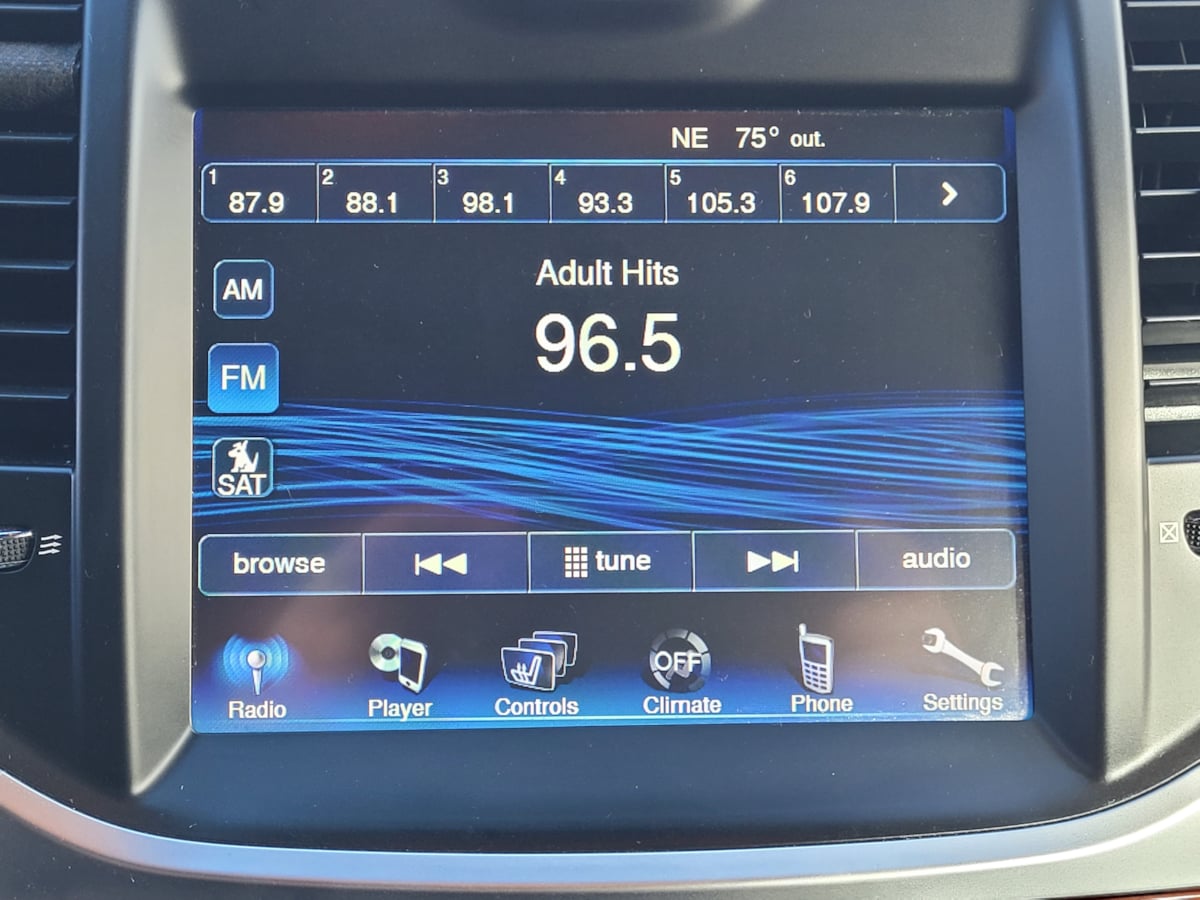 NE 75° out.
1 2 3 4 5 6
87.9 88.1 98.1 93.3 105.3 107.9
Adult Hits
AM
96.5
FM
SAT
browse tune audio
OFF
Radio Player Controls Climate Phone Settings